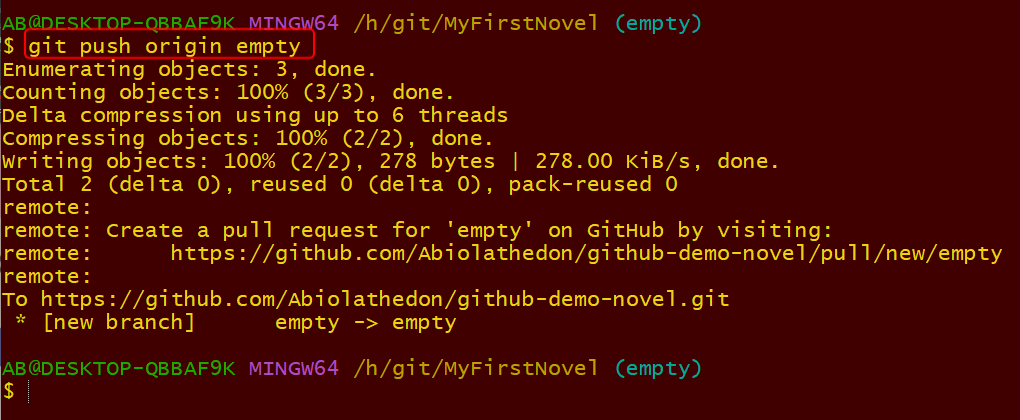 AB@DESKTOP-QBBAF9K MINGW64 /h/git/MyFirstNovel (empty)
$ git push origin empty
Enumerating objects: 3, done.
Counting objects: 100% (3/3), done.
Delta compression using up to 6 threads
Compressing objects: 100% (2/2), done.
Writing objects: 100% (2/2), 278 bytes | 278.00 KiB/s, done.
Total 2 (delta 0), reused 0 (delta 0), pack-reused 0
remote:
remote: Create a pull request for 'empty' on GitHub by visiting:
remote:      https://github.com/Abiolathedon/github-demo-novel/pull/new/empty
remote:
To https://github.com/Abiolathedon/github-demo-novel.git
 * [new branch]      empty -> empty
AB@DESKTOP-QBBAF9K MINGW64 /h/git/MyFirstNovel (empty)
$